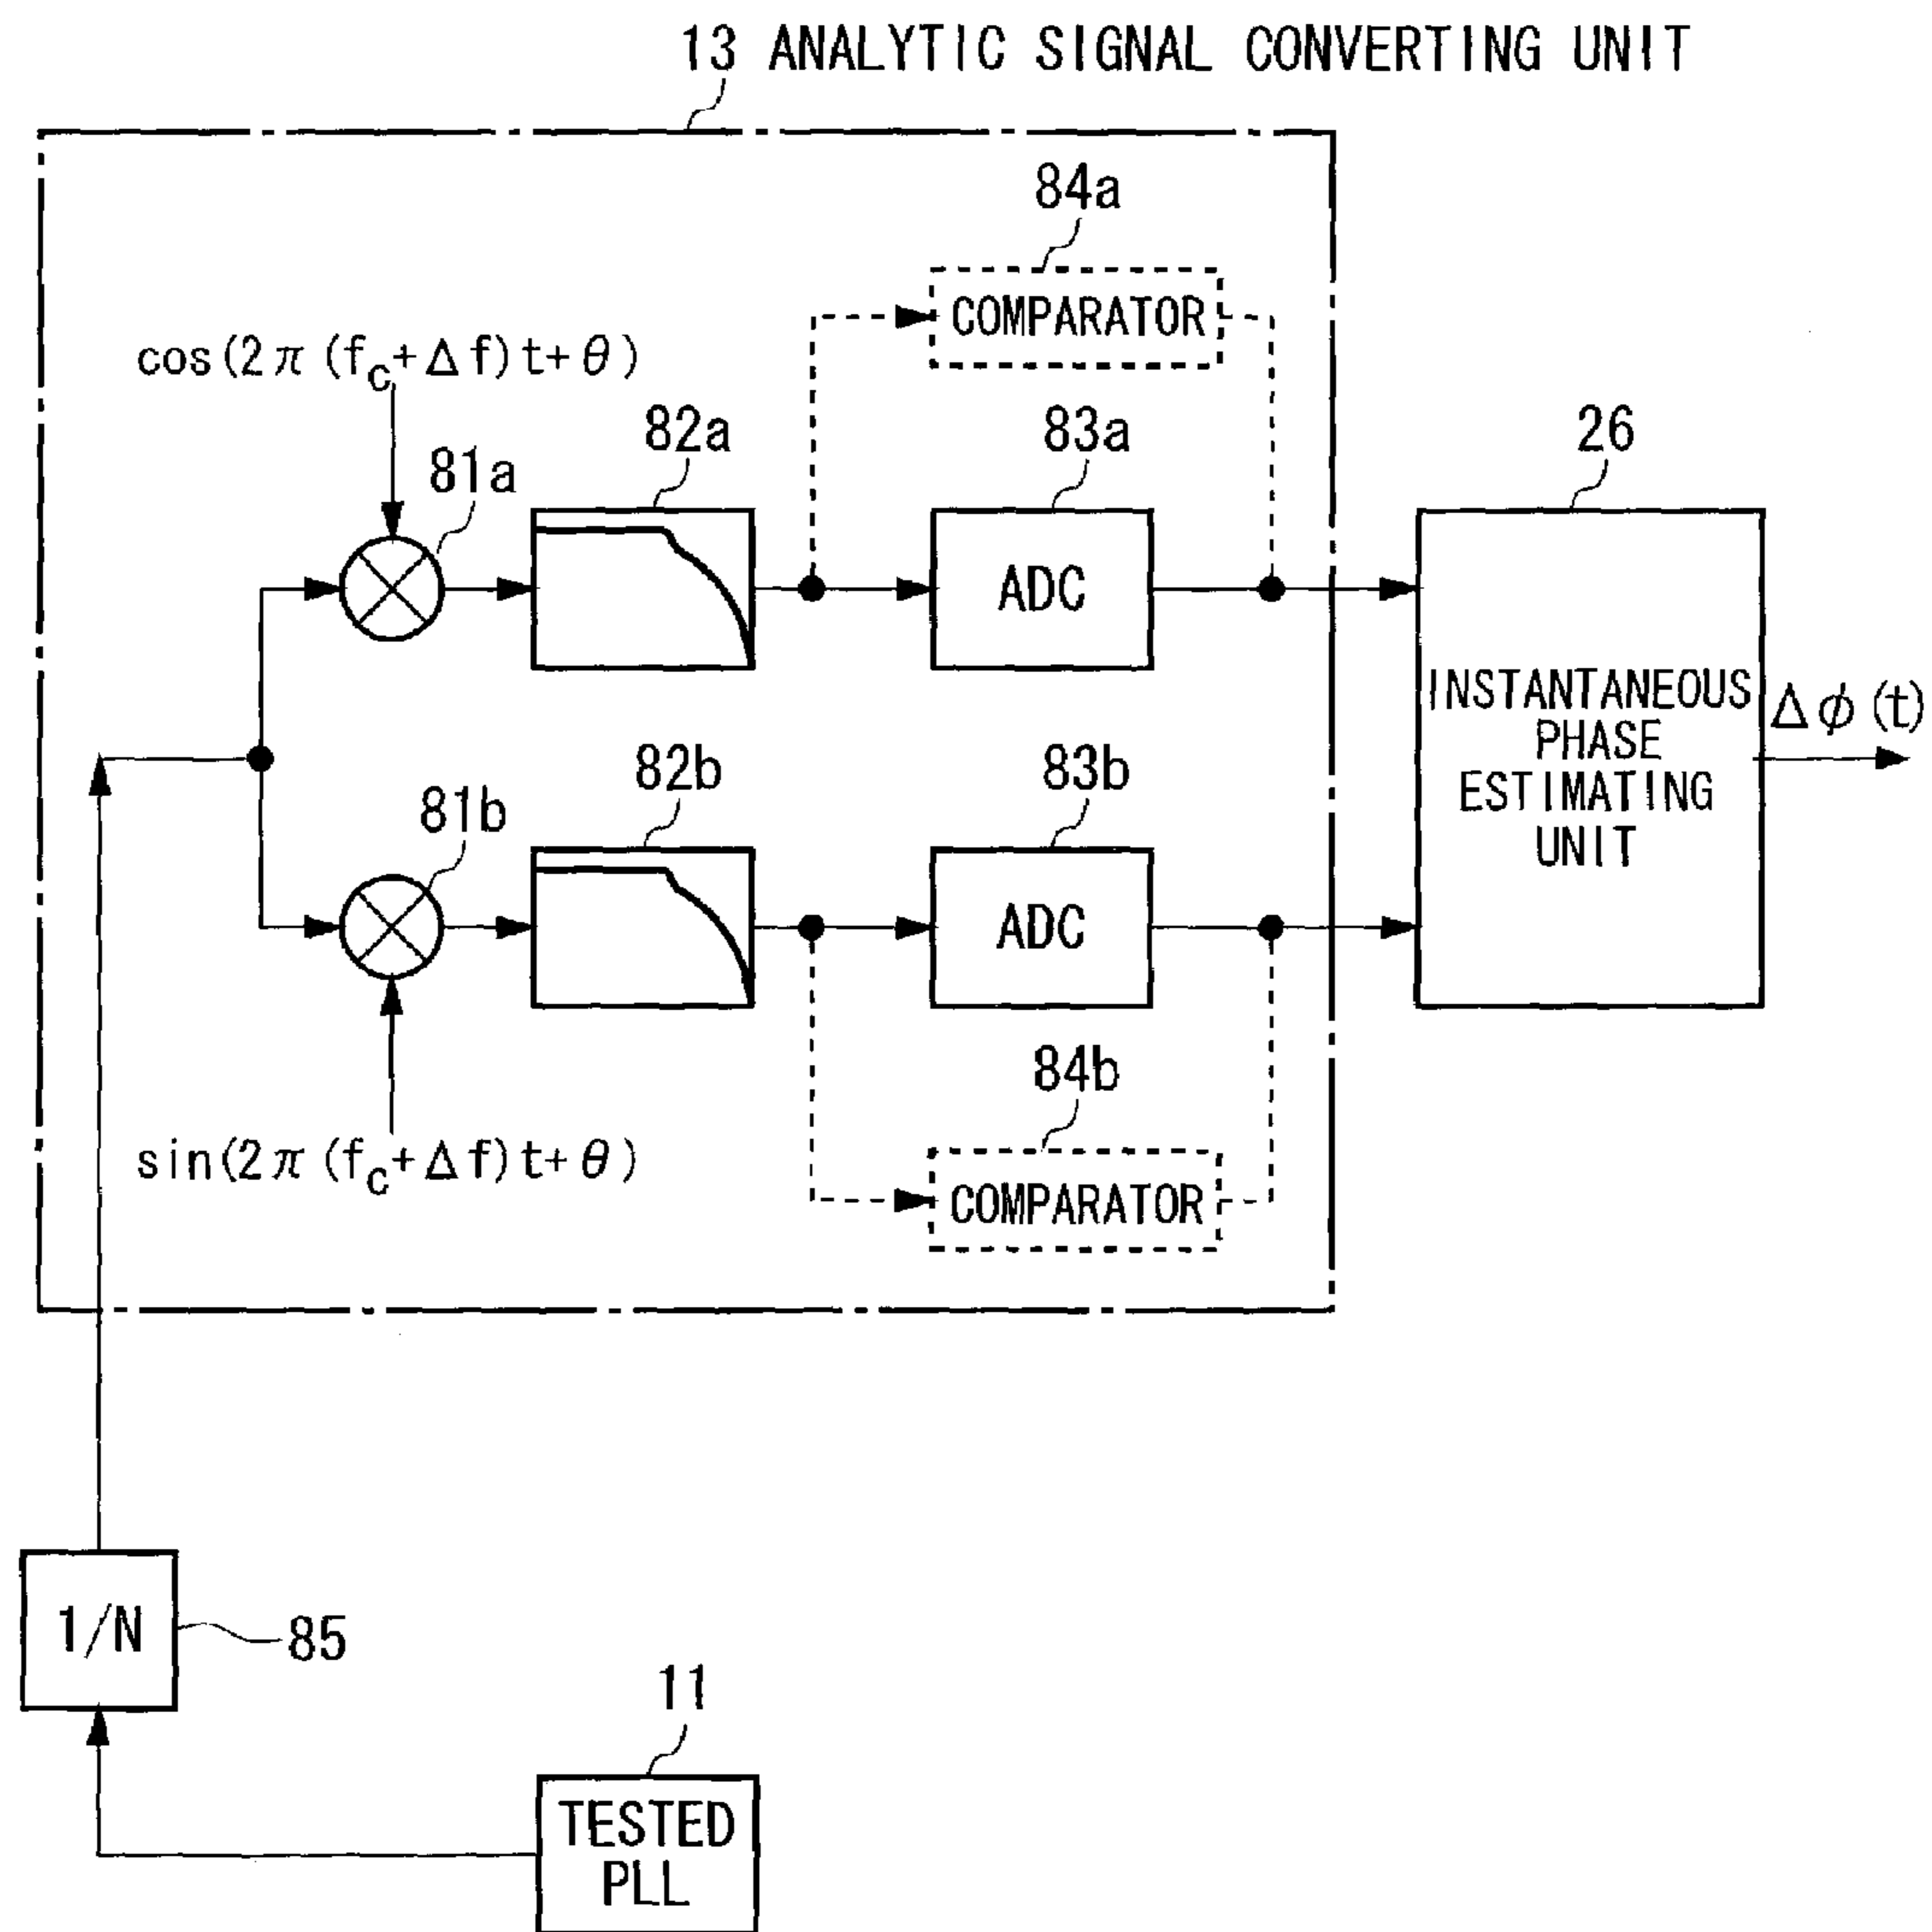 13 ANALYTIC SIGNAL CONVERTING UNIT
84a
COMPARATOR
cos(2π(fc+Δf)t+θ)
82a
83a
26
81a
ADC
INSTANTANEOUS
PHASE
ESTIMATING
UNIT
Δφ(t)
82b
83b
81b
ADC
84b
sin(2π(fc+Δf)t+θ)
COMPARATOR
1/N
85
11
TESTED
PLL